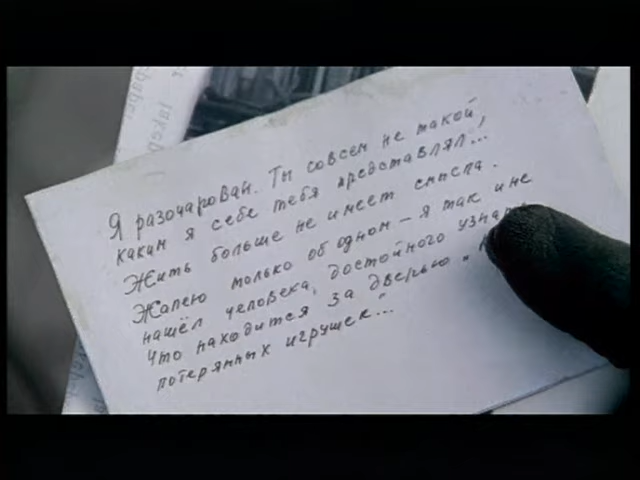 Я разочарован. Ты совсем не такой,
каким я себе тебя представлял...
Жить больше не имеет смысла.
Жалею только об одном – я так и не
нашёл человека, достойного узнать
что находится за дверью „
потерянных игрушек"...